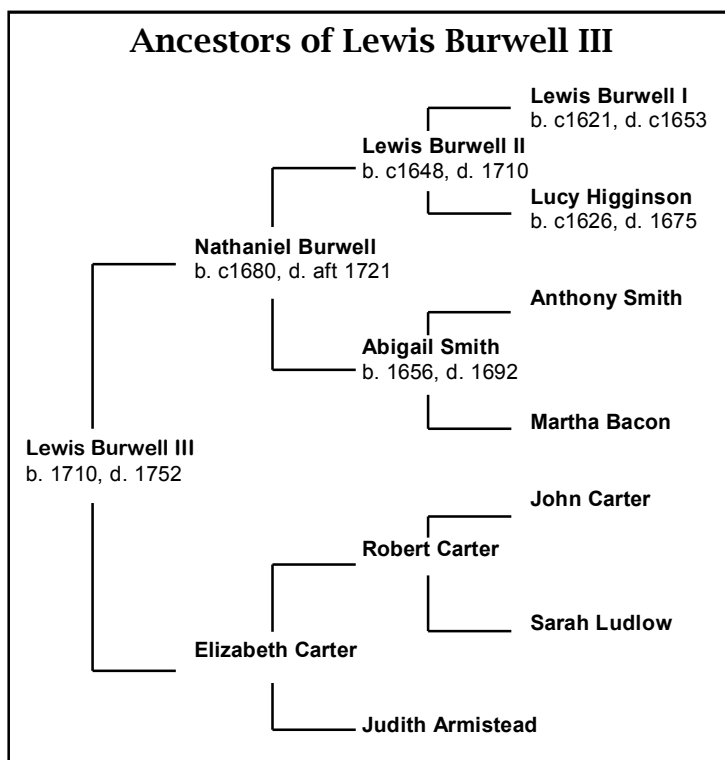 Ancestors of Lewis Burwell III
Lewis Burwell I
b. c1621, d. c1653
Lewis Burwell II
b. c1648, d. 1710
Lucy Higginson
b. c1626, d. 1675
Nathaniel Burwell
b. c1680, d. aft 1721
Anthony Smith
Abigail Smith
b. 1656, d. 1692
Martha Bacon
Lewis Burwell III
b. 1710, d. 1752
John Carter
Robert Carter
Sarah Ludlow
Elizabeth Carter
Judith Armistead